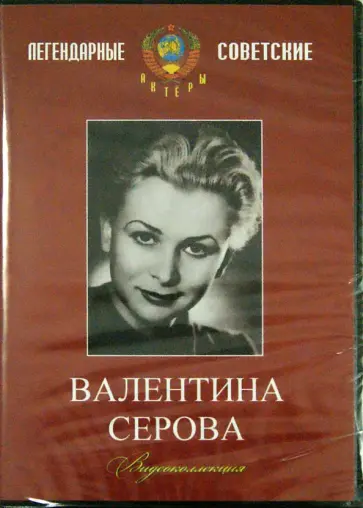 ЛЕГЕНДАРНЫЕ СОВЕТСКИЕ
АКТЕРЫ
ВАЛЕНТИНА
СЕРОВА
Видеоколлекция